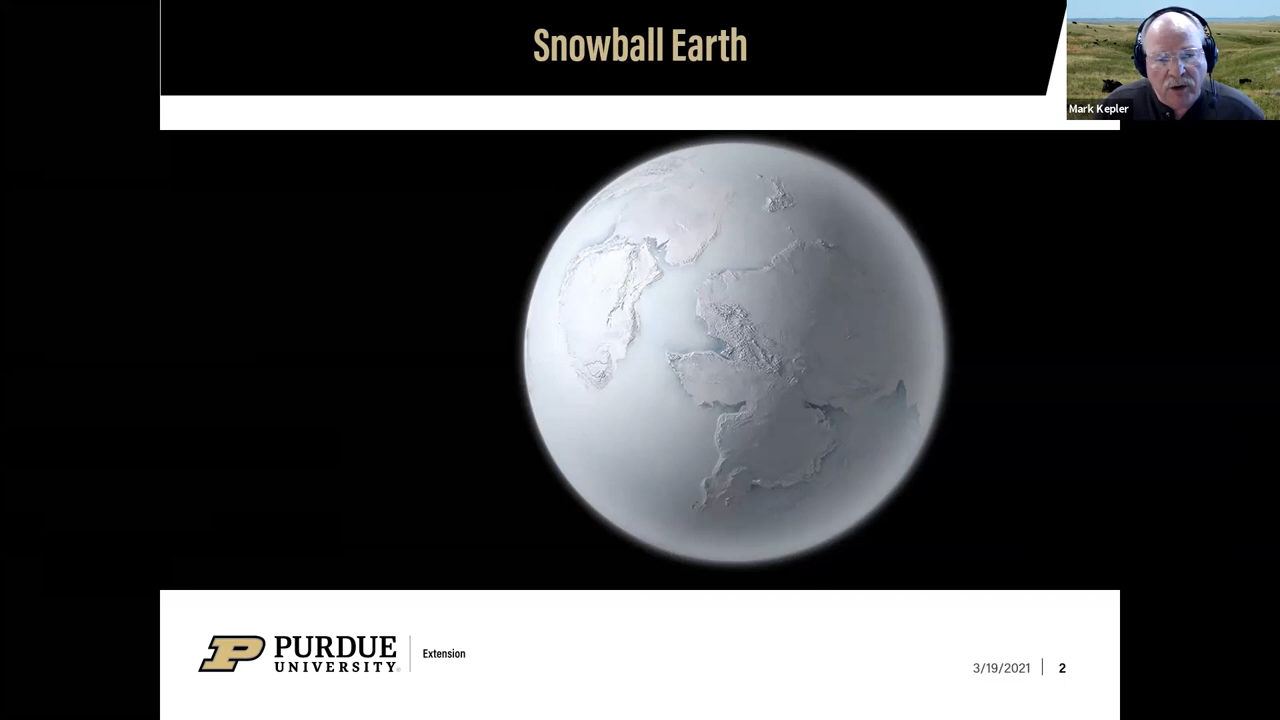 Snowball Earth
Mark Kepler
PURDUE
UNIVERSITY®
Extension
3/19/2021
2